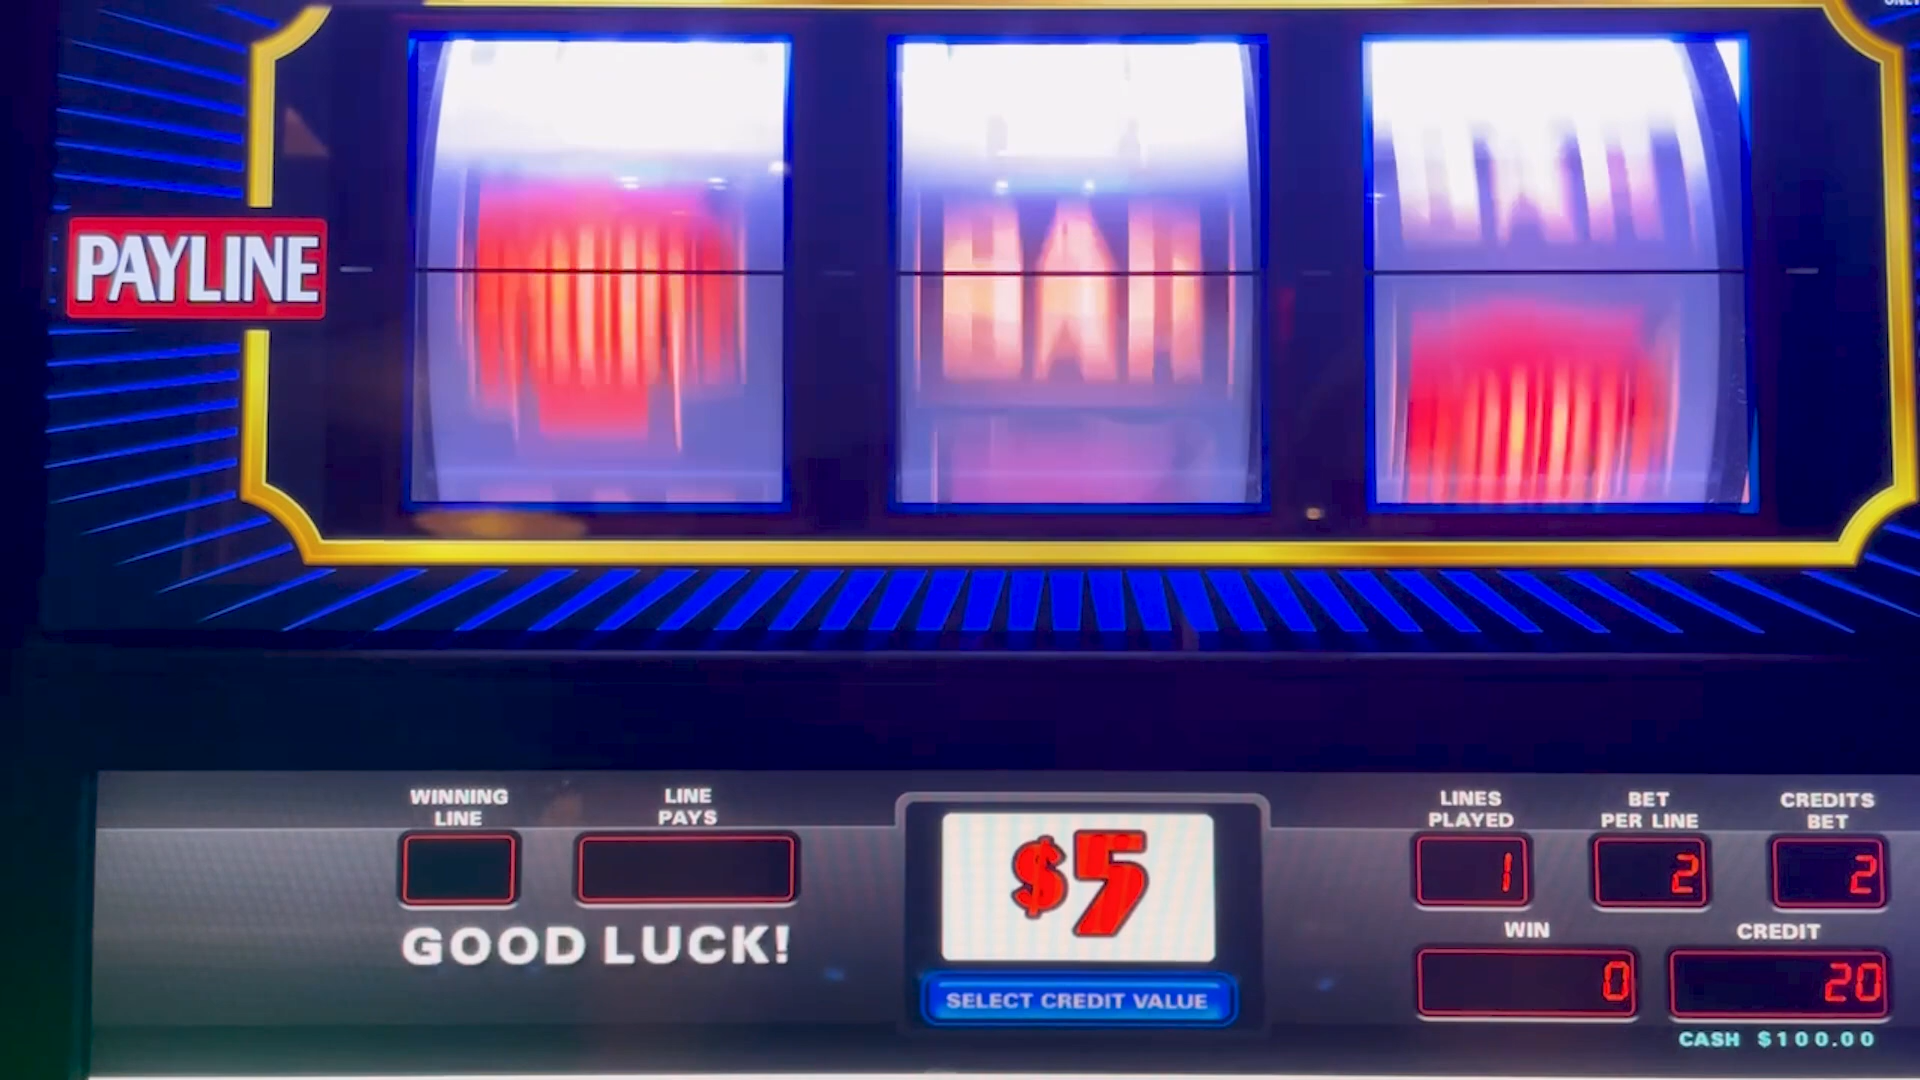 PAYLINE
WINNING
LINE
LINE
PAYS
$5
LINES
PLAYED
BET
PER LINE
CREDITS
BET
1
2
2
GOOD LUCK!
WIN
CREDIT
0
20
SELECT CREDIT VALUE
CASH $100.00